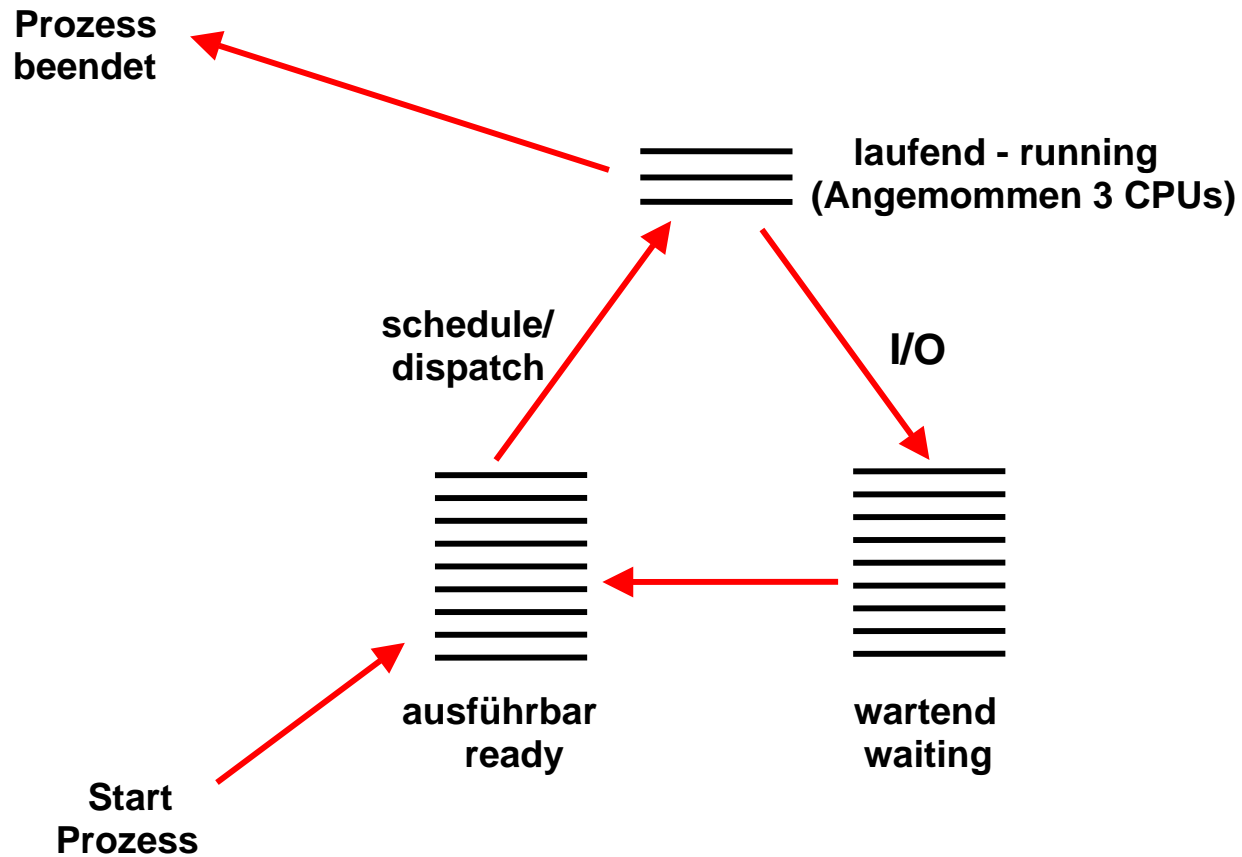 Prozess
beendet
laufend - running
(Angemommen 3 CPUs)
schedule/
dispatch
I/O
ausführbar
ready
wartend
waiting
Start
Prozess